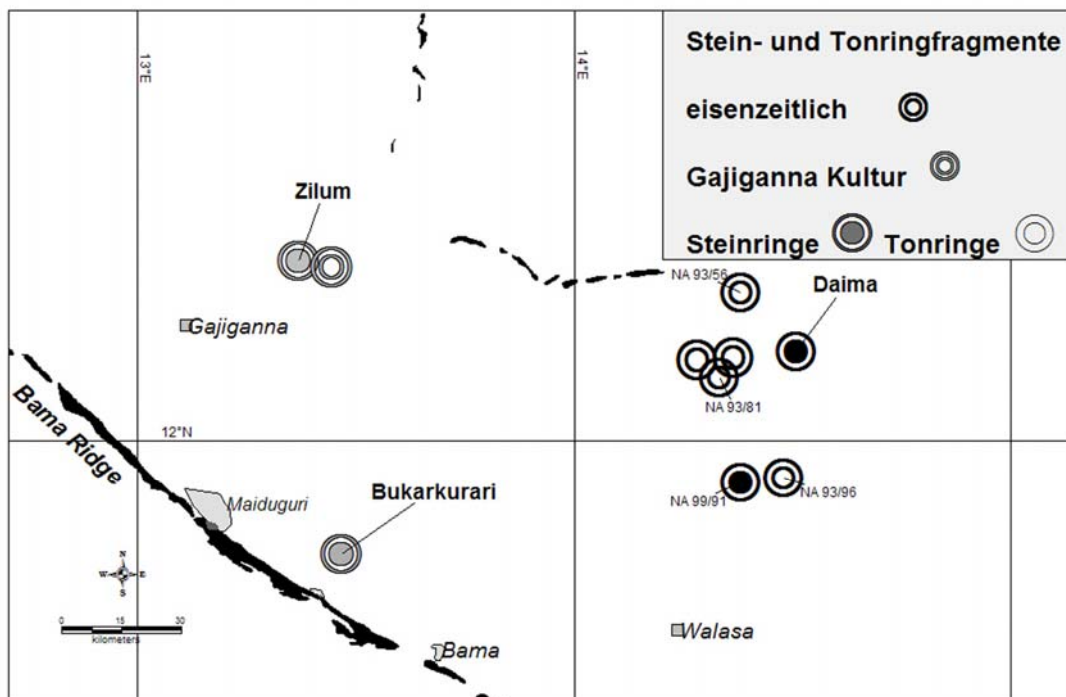 13°E
14°E
Stein- und Tonringfragmente
eisenzeitlich
Gajiganna Kultur
Steinringe Tonringe
Zilum
NA 93/56
Daima
Gajiganna
NA 93/81
Bama Ridge
12°N
Maiduguri
Bukarkurari
NA 99/91
NA 93/96
N
W E
S
0 15 30
kilometers
Walasa
Bama